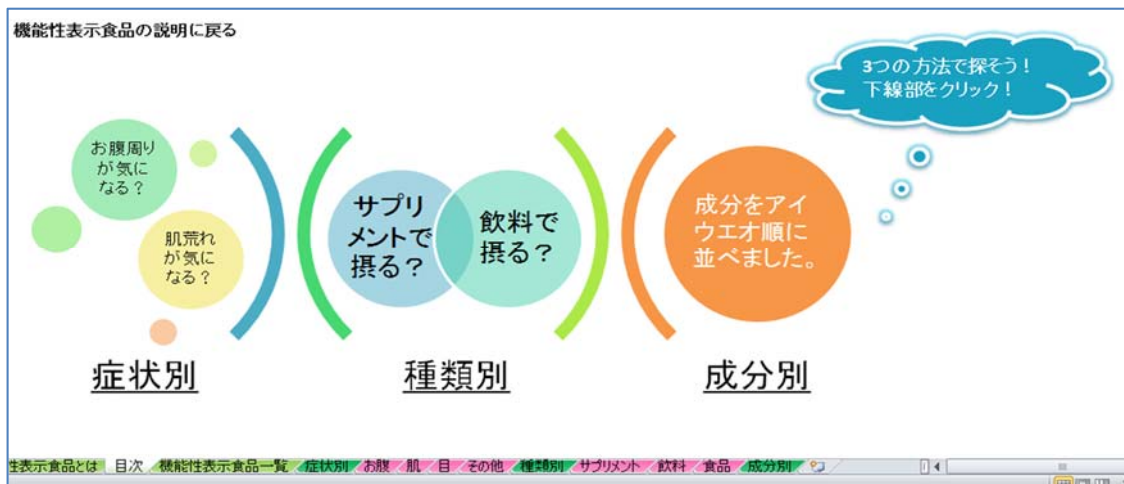 機能性表示食品の説明に戻る
3つの方法で探そう！
下線部をクリック！
お腹周り
が気に
なる？
肌荒れ
が気に
なる？
サプリ
メントで
摂る？
飲料で
摂る？
成分をアイ
ウエオ順に
並べました。
症状別
種類別
成分別
性表示食品とは 目次 機能性表示食品一覧 症状別 お腹 肌 目 その他 種類別 サプリメント 飲料 食品 成分別